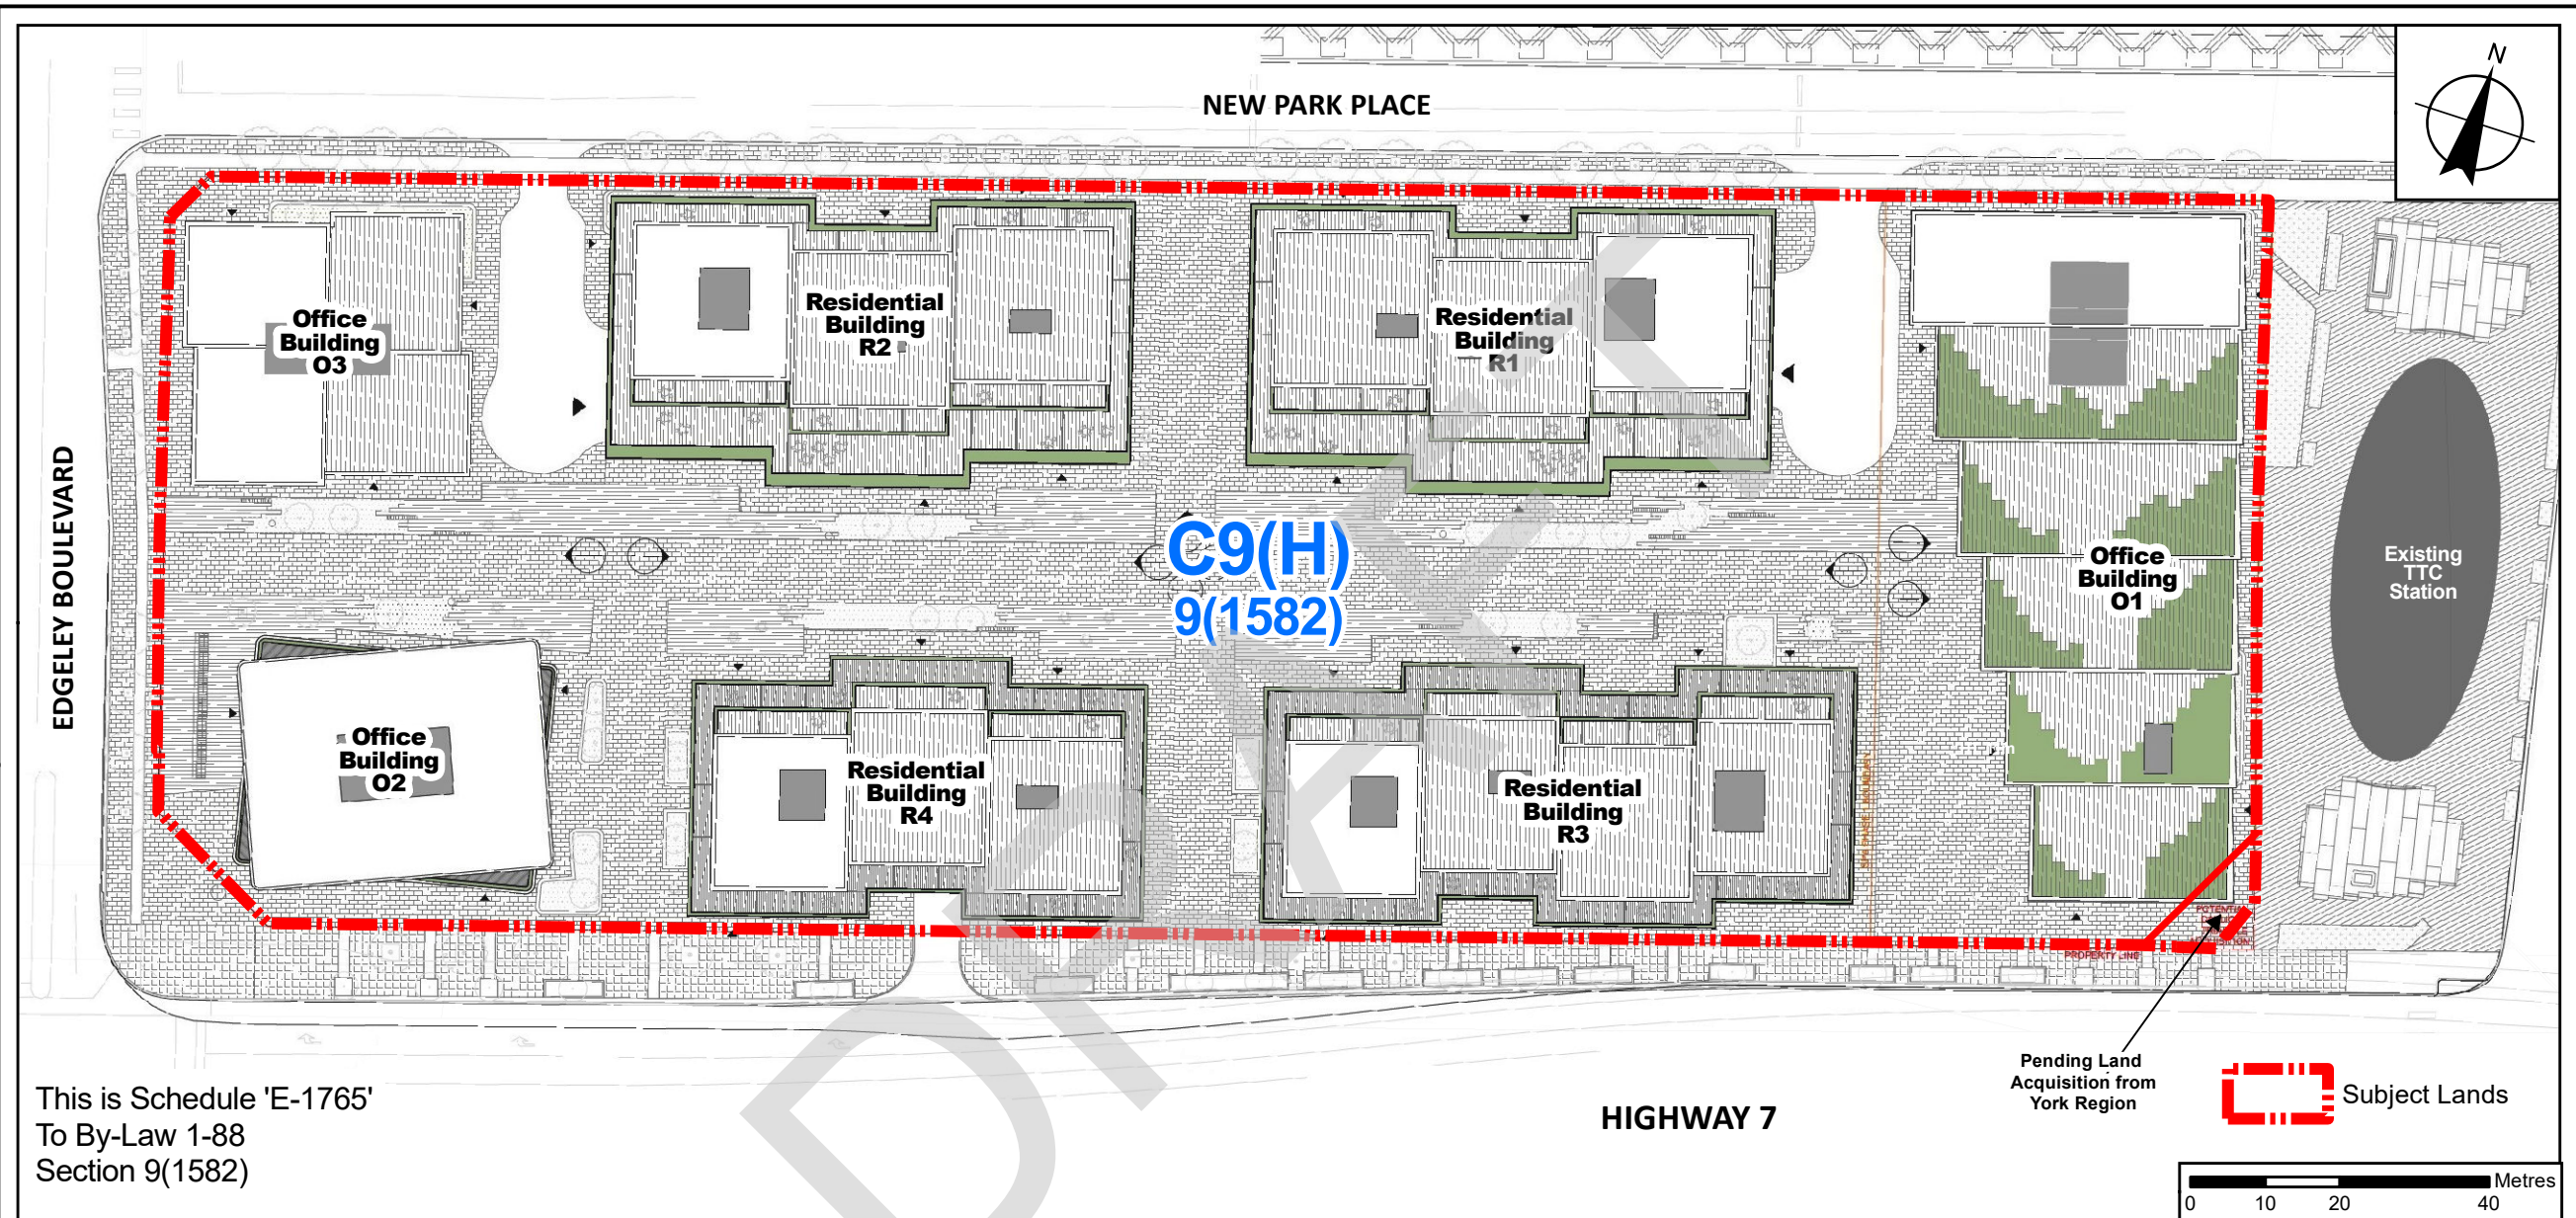 N
NEW PARK PLACE
EDGELEY BOULEVARD
Office
Building
O3
Residential
Building
R2
Residential
Building
R1
C9(H)
9(1582)
Office
Building
O1
Existing
TTC
Station
Office
Building
O2
Residential
Building
R4
Residential
Building
R3
PROPERTY LINE
Pending Land
Acquisition from
York Region
HIGHWAY 7
Subject Lands
This is Schedule 'E-1765'
To By-Law 1-88
Section 9(1582)
Metres
0 10 20 40
DRAFT